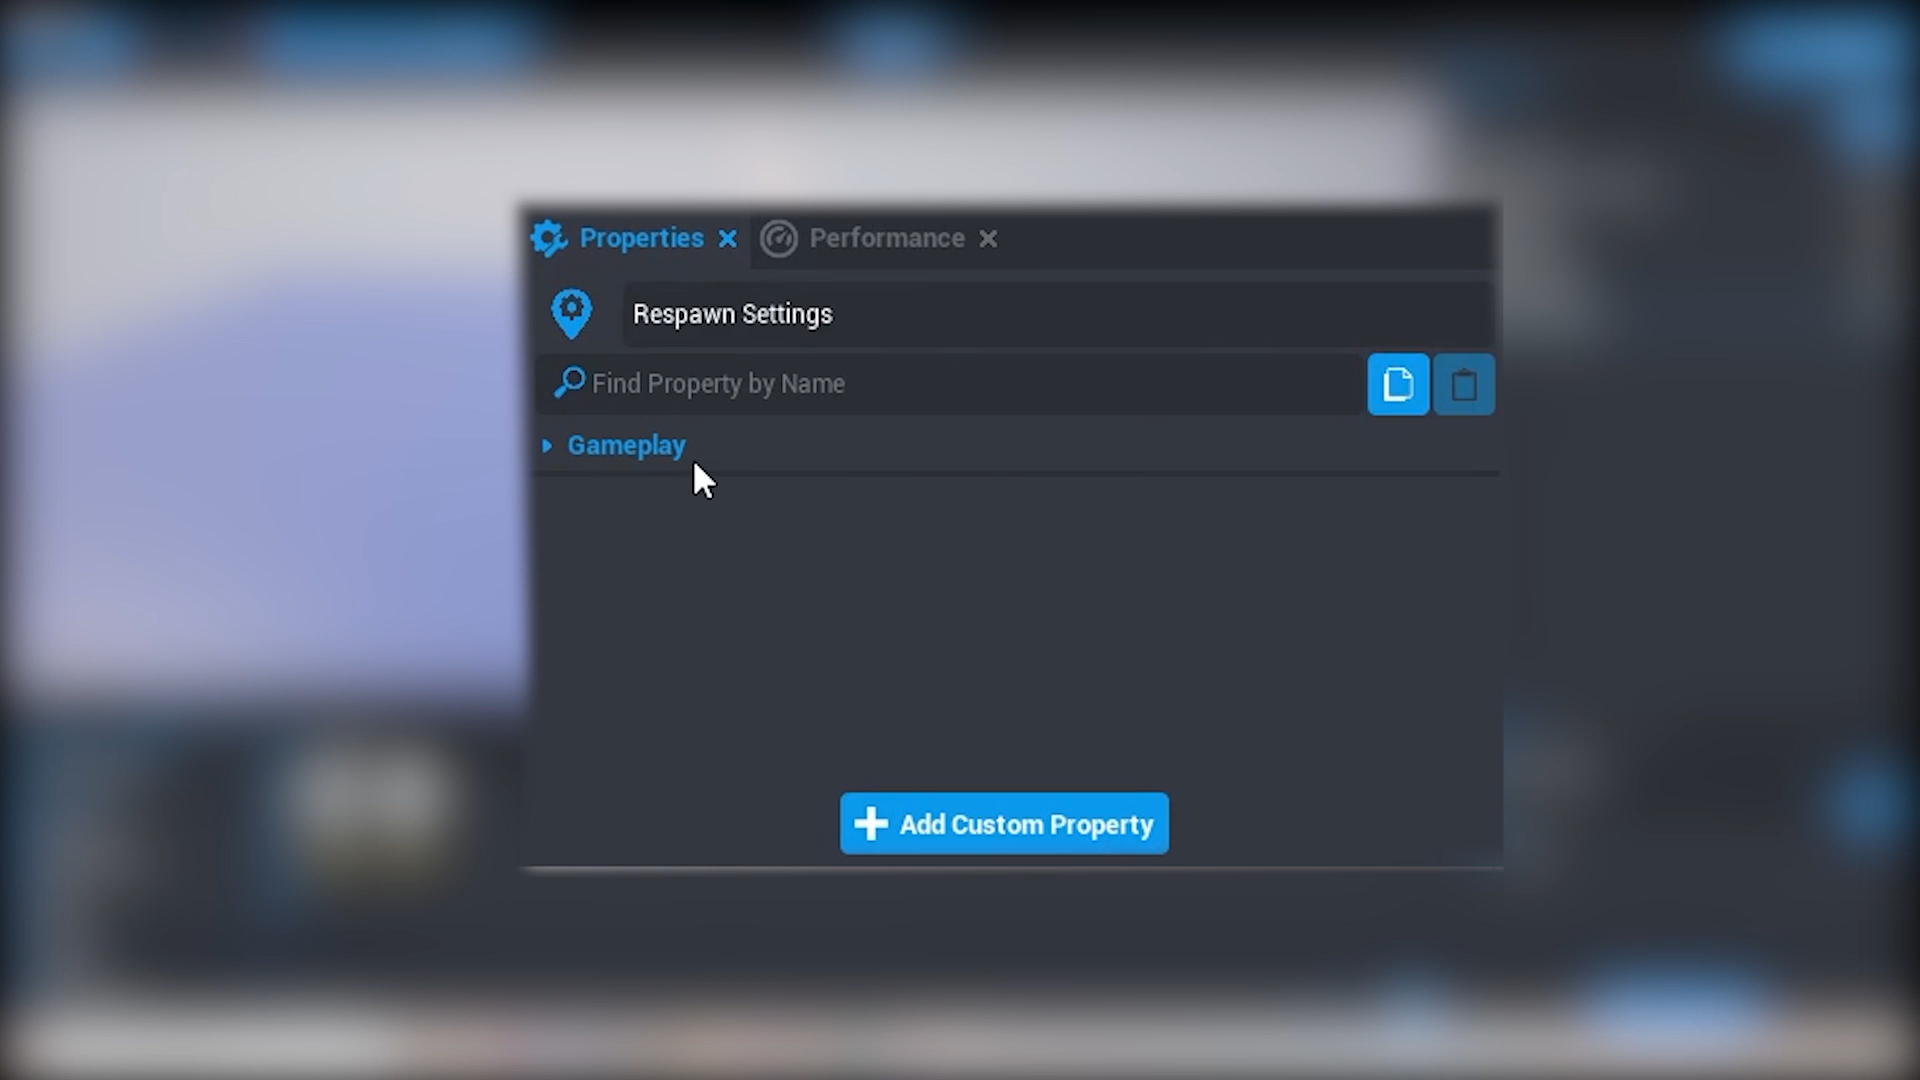 Properties
Performance
Respawn Settings
Find Property by Name
Gameplay
Add Custom Property